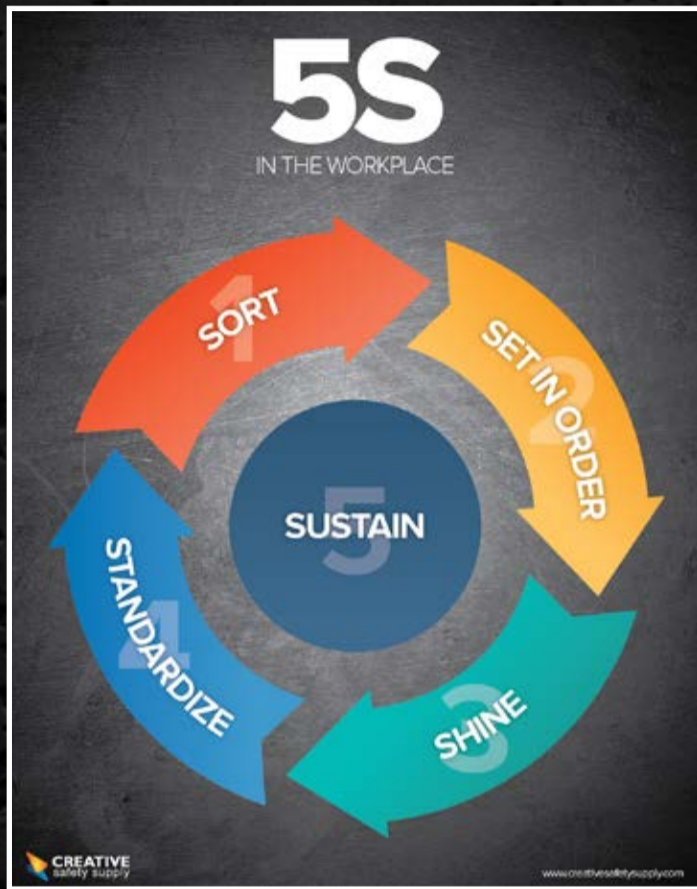 5S
IN THE WORKPLACE
1
SORT
2
SET IN ORDER
3
SHINE
4
STANDARDIZE
5
SUSTAIN
CREATIVE
safety supply
www.creativesafetysupply.com